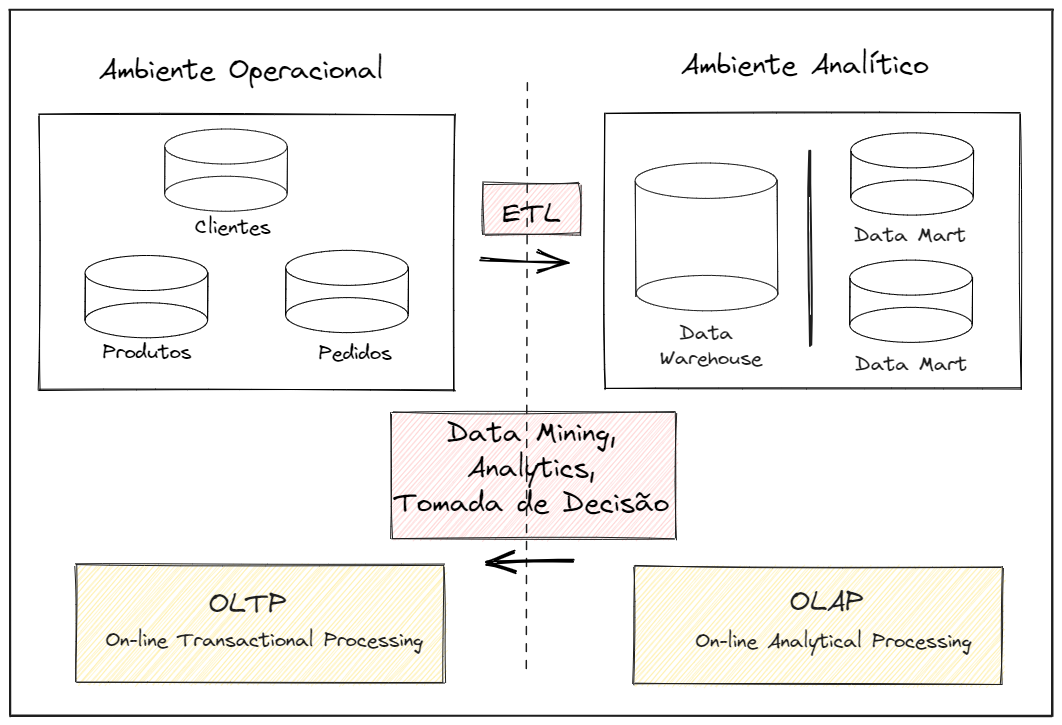 Ambiente Operacional
Ambiente Analítico
Clientes
Produtos
Pedidos
ETL
Data
Warehouse
Data Mart
Data Mart
Data Mining,
Analytics,
Tomada de Decisão
OLTP
On-line Transactional Processing
OLAP
On-line Analytical Processing